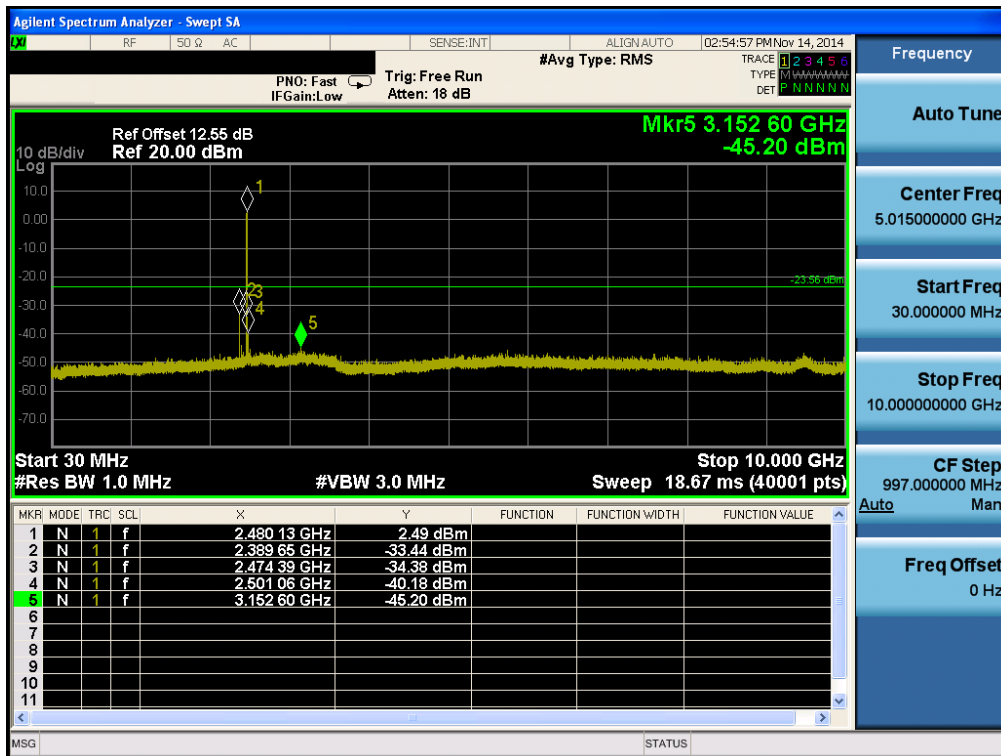 Agilent Spectrum Analyzer - Swept SA
LXI RF 50 Ω AC SENSE:INT ALIGN AUTO 02:54:57 PM Nov 14, 2014
#Avg Type: RMS
TRACE 1 2 3 4 5 6
TYPE
DET P N N N N N
PNO: Fast Trig: Free Run
IFGain:Low Atten: 18 dB
Mkr5 3.152 60 GHz
-45.20 dBm
Ref Offset 12.55 dB
10 dB/div Ref 20.00 dBm
Log
10.0
0.00
-10.0
-20.0
-30.0
-40.0
-50.0
-60.0
-70.0
1
2
3
4
5
-23.56 dBm
Start 30 MHz Stop 10.000 GHz
#Res BW 1.0 MHz #VBW 3.0 MHz Sweep 18.67 ms (40001 pts)
MKR MODE TRC SCL X Y FUNCTION FUNCTION WIDTH FUNCTION VALUE
1 N 1 f 2.480 13 GHz 2.49 dBm
2 N 1 f 2.389 65 GHz -33.44 dBm
3 N 1 f 2.474 39 GHz -34.38 dBm
4 N 1 f 2.501 06 GHz -40.18 dBm
5 N 1 f 3.152 60 GHz -45.20 dBm
6
7
8
9
10
11
MSG STATUS
Frequency
Auto Tune
Center Freq
5.015000000 GHz
Start Freq
30.000000 MHz
Stop Freq
10.000000000 GHz
CF Step
997.000000 MHz
Auto Man
Freq Offset
0 Hz